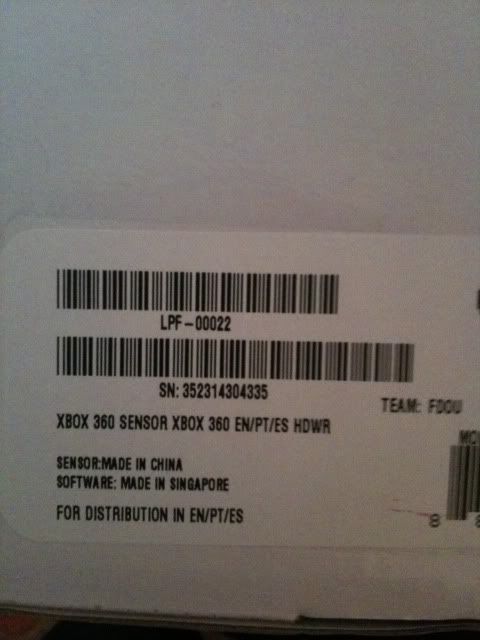 LPF-00022
SN: 352314304335
TEAM: FDOU
XBOX 360 SENSOR XBOX 360 EN/PT/ES HDWR
SENSOR:MADE IN CHINA
SOFTWARE: MADE IN SINGAPORE
FOR DISTRIBUTION IN EN/PT/ES
8